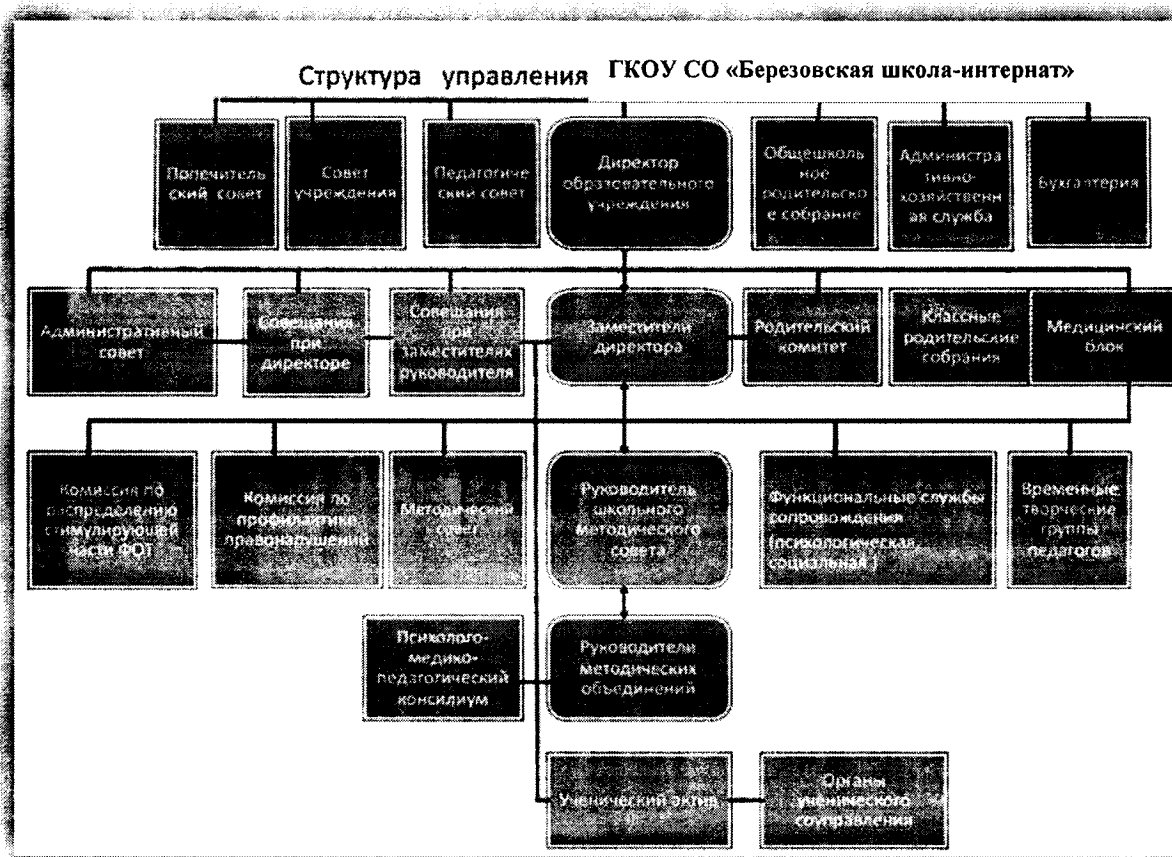 Структура управления ГКОУ СО «Березовская школа-интернат»
Попечитель
ский совет
Совет
учреждения
Педагогиче
ский совет
Директор
образовательного
учреждения
Общешколь
ное
родительско
е собрание
Администра
тивно-
хозяйственн
ая служба
Бухгалтерия
Административный
совет
Совещания
при
директоре
Совещания
при
заместителях
руководителя
Заместители
директора
Родительский
комитет
Классные
родительские
собрания
Медицинский
блок
Комиссия по
распределению
стимулирующей
части ФОТ
Комиссия по
профилактике
правонарушений
Методический
совет
Руководитель
школьного
методического
совета
Функциональные службы
сопровождения
(психологическая,
социальная )
Временные
творческие
группы
педагогов
Психолого-
медико-
педагогический
консилиум
Руководители
методических
объединений
Ученический актив
Органы
ученического
соуправления